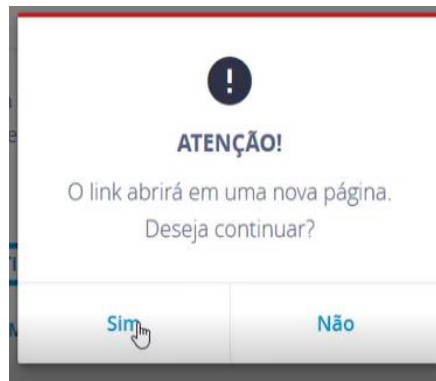 ATENÇÃO!
O link abrirá em uma nova página.
Deseja continuar?
Sim
Não